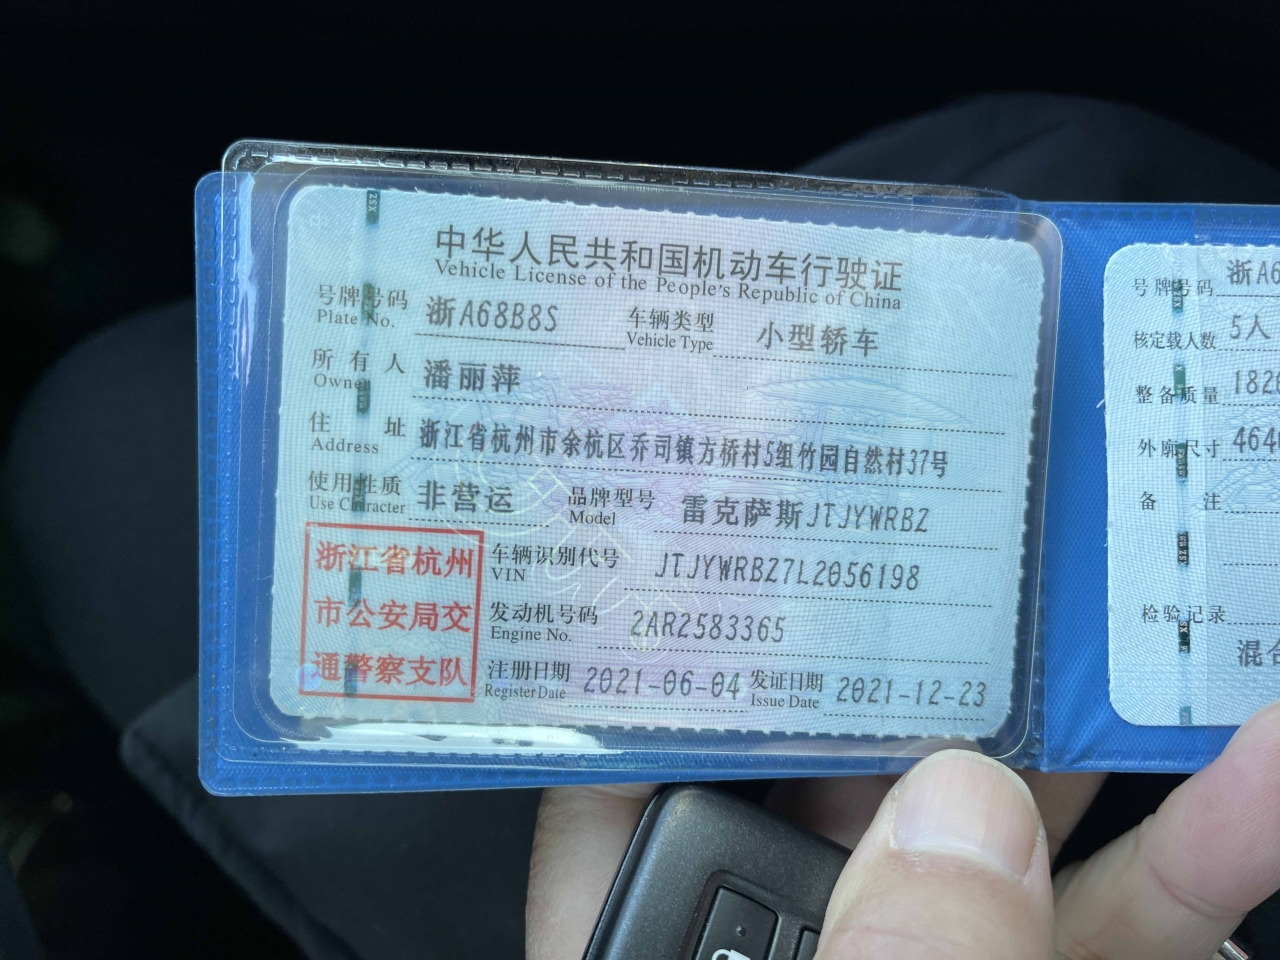 中华人民共和国机动车行驶证
Vehicle License of the People's Republic of China
号牌号码 浙A68B8S 车辆类型 小型轿车
Plate No. Vehicle Type
所有人 潘丽萍
Owner
住址 浙江省杭州市余杭区乔司镇方桥村5组竹园自然村37号
Address
使用性质 非营运 品牌型号 雷克萨斯JTJYWRBZ
Use Character Model
浙江省杭州
市公安局交
通警察支队
车辆识别代号 JTJYWRBZ7L2056198
VIN
发动机号码 2AR2583365
Engine No.
注册日期 2021-06-04 发证日期 2021-12-23
Register Date Issue Date
号牌号码 浙A6
核定载人数 5人
整备质量 182
外廓尺寸 464
备注
检验记录
混合